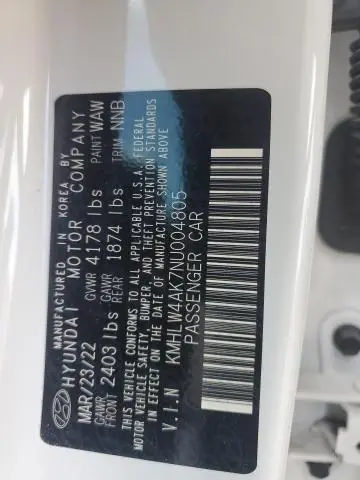 MANUFACTURED IN KOREA BY
HYUNDAI MOTOR COMPANY
MAR/23/22 GVWR 4178 lbs PAINT WAW
GAWR FRONT 2403 lbs GAWR REAR 1874 lbs TRIM NNB
THIS VEHICLE CONFORMS TO ALL APPLICABLE U.S.A. FEDERAL
MOTOR VEHICLE SAFETY, BUMPER, AND THEFT PREVENTION STANDARDS
IN EFFECT ON THE DATE OF MANUFACTURE SHOWN ABOVE
V.I.N KMHLW4AK7NU004805
PASSENGER CAR